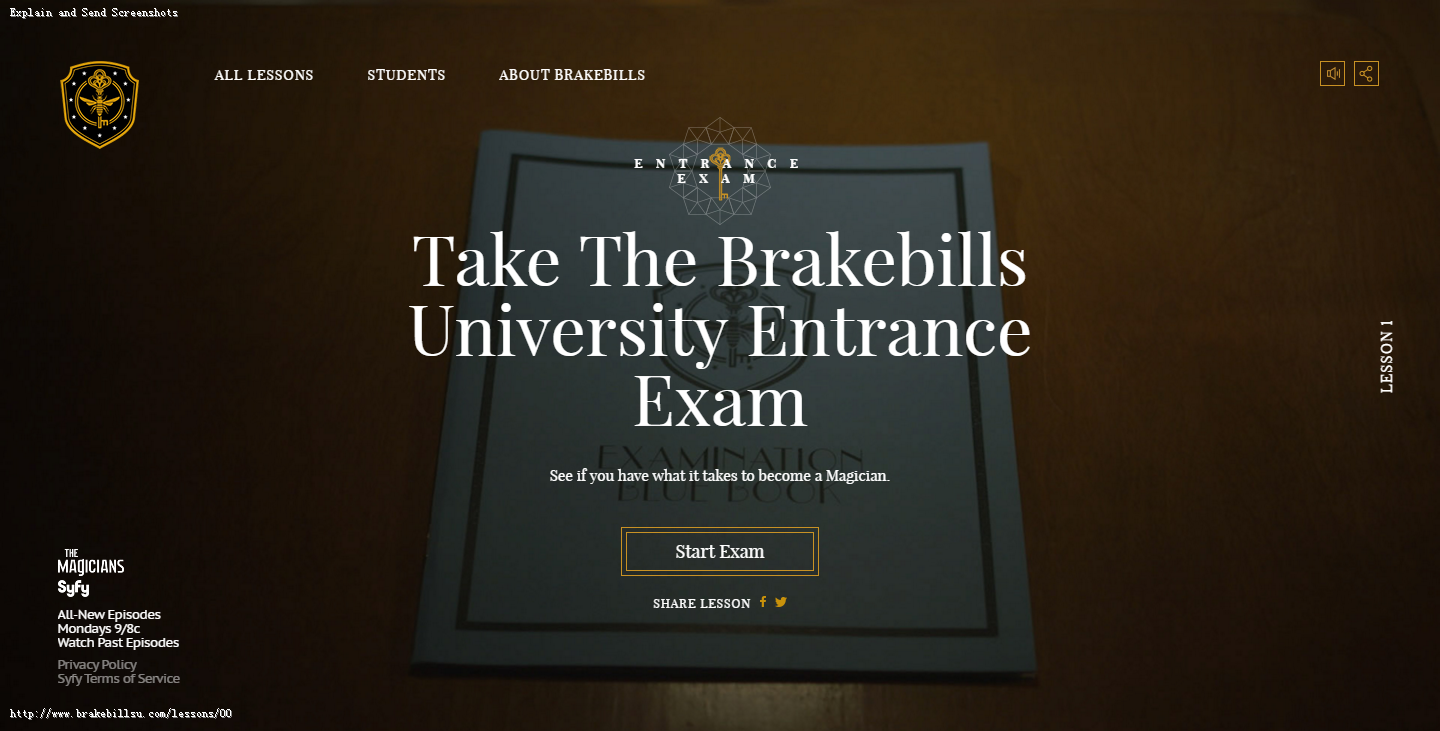 Explain and Send Screenshots
ALL LESSONS
STUDENTS
ABOUT BRAKEBILLS
ENTRANCE
EXAM
Take The Brakebills
University Entrance
Exam
EXAMINATION
See if you have what it takes to become a Magician.
BLUE BOOK
Start Exam
SHARE LESSON
LESSON 1
THE
MAGICIANS
Syfy
All-New Episodes
Mondays 9/8c
Watch Past Episodes
Privacy Policy
Syfy Terms of Service
http://www.brakebillsu.com/lessons/00